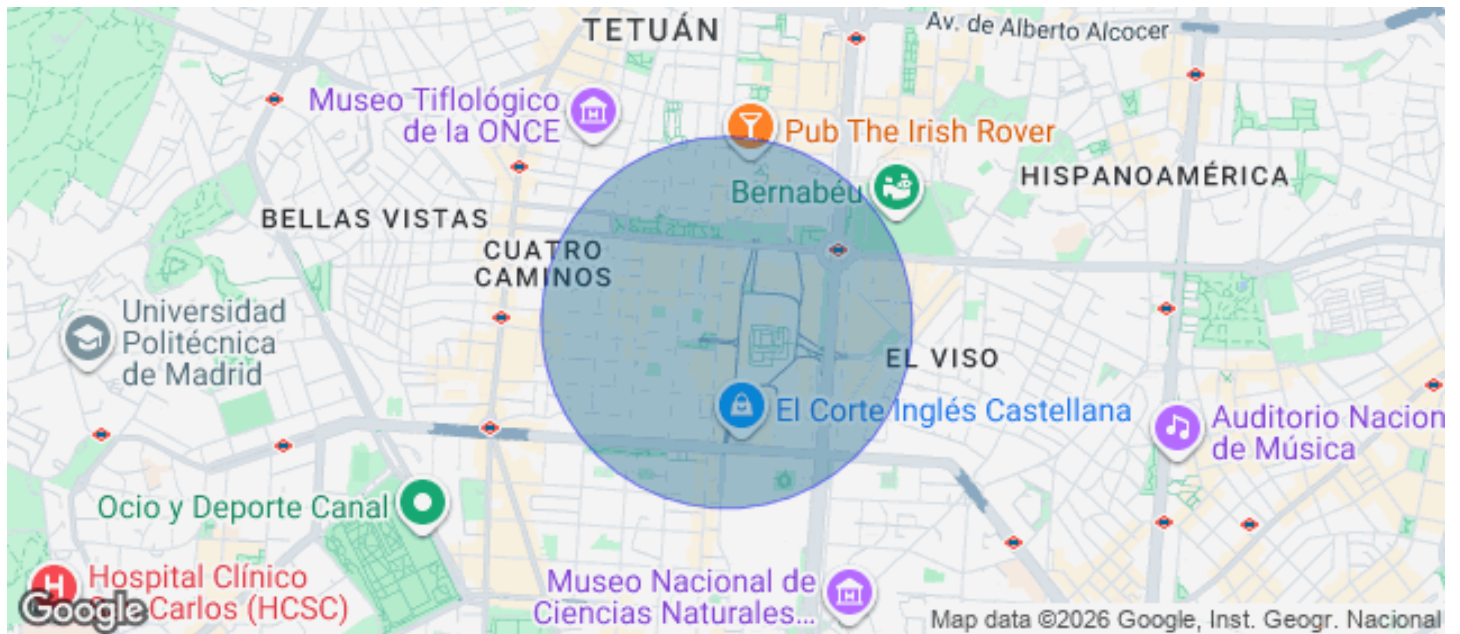 TETUÁN
Av. de Alberto Alcocer
Museo Tiflológico
de la ONCE
Pub The Irish Rover
HISPANOAMÉRICA
Bernabéu
BELLAS VISTAS
CUATRO
CAMINOS
Universidad
Politécnica
de Madrid
EL VISO
El Corte Inglés Castellana
Auditorio Nacion
de Música
Ocio y Deporte Canal
Hospital Clínico
Carlos (HCSC)
Google
Museo Nacional de
Ciencias Naturales...
Map data ©2026 Google, Inst. Geogr. Nacional